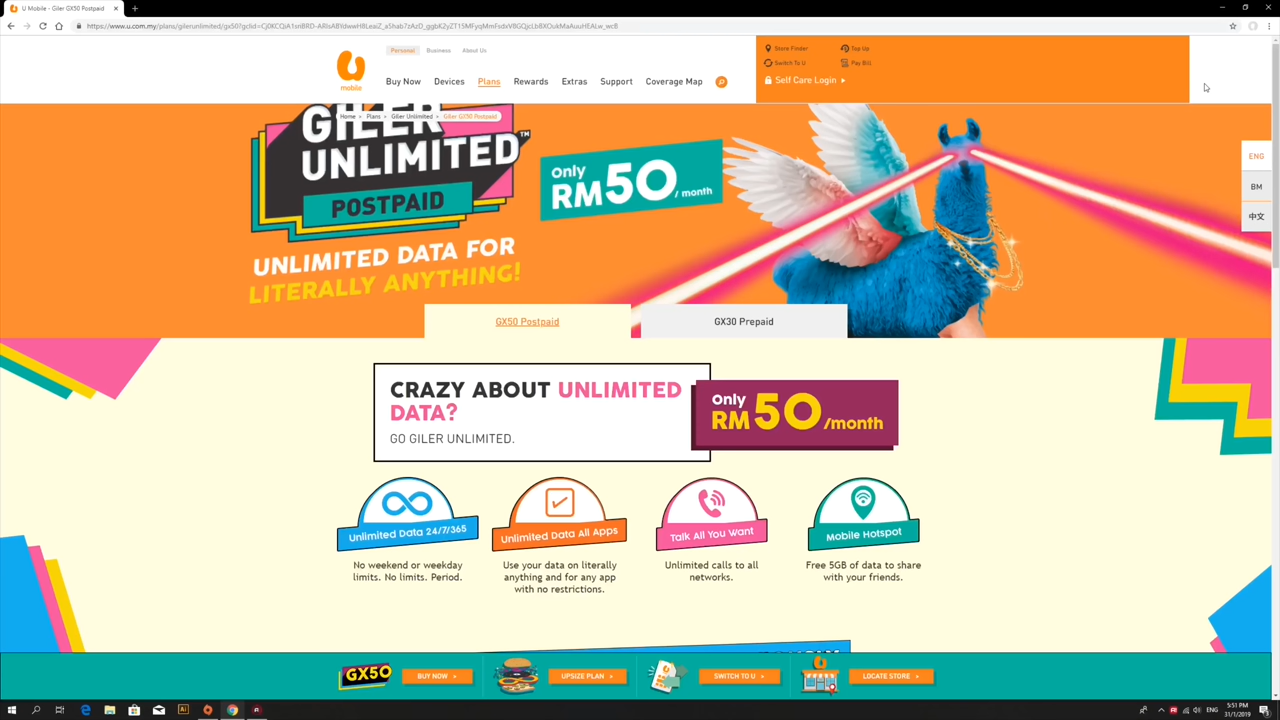 U Mobile - Giler GX50 Postpaid
Personal
Business
About Us
mobile
Buy Now
Devices
Plans
Rewards
Extras
Support
Coverage Map
Store Finder
Top Up
Switch To U
Pay Bill
Self Care Login
Home > Plans > Giler Unlimited > Giler GX50 Postpaid
GILER
UNLIMITED™
POSTPAID
UNLIMITED DATA FOR
LITERALLY ANYTHING!
Only
RM50/month
ENG
BM
中文
GX50 Postpaid
GX30 Prepaid
CRAZY ABOUT UNLIMITED
DATA?
GO GILER UNLIMITED.
Only
RM50/month
Unlimited Data 24/7/365
No weekend or weekday
limits. No limits. Period.
Unlimited Data All Apps
Use your data on literally
anything and for any app
with no restrictions.
Talk All You Want
Unlimited calls to all
networks.
Mobile Hotspot
Free 5GB of data to share
with your friends.
GX50
BUY NOW >
UPSIZE PLAN >
SWITCH TO U >
LOCATE STORE >
ENG
5:51 PM
31/1/2019